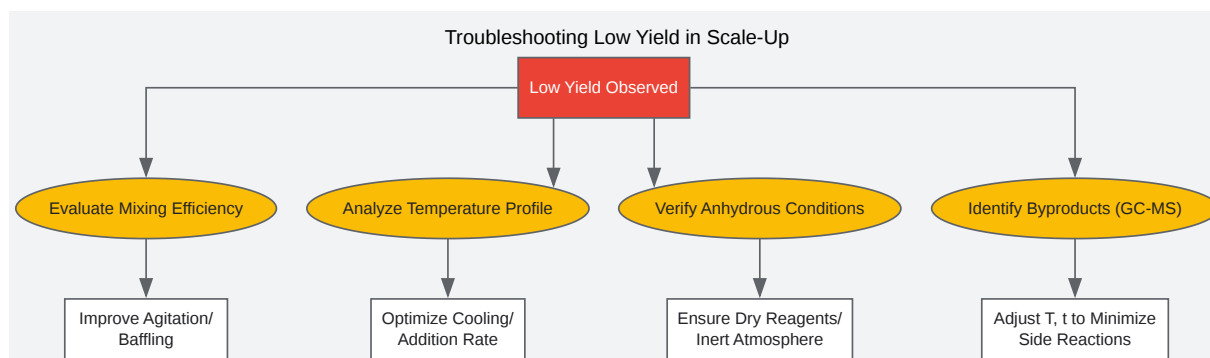 Troubleshooting Low Yield in Scale-Up
Low Yield Observed
Evaluate Mixing Efficiency
Analyze Temperature Profile
Verify Anhydrous Conditions
Identify Byproducts (GC-MS)
Improve Agitation/
Baffling
Optimize Cooling/
Addition Rate
Ensure Dry Reagents/
Inert Atmosphere
Adjust T, t to Minimize
Side Reactions